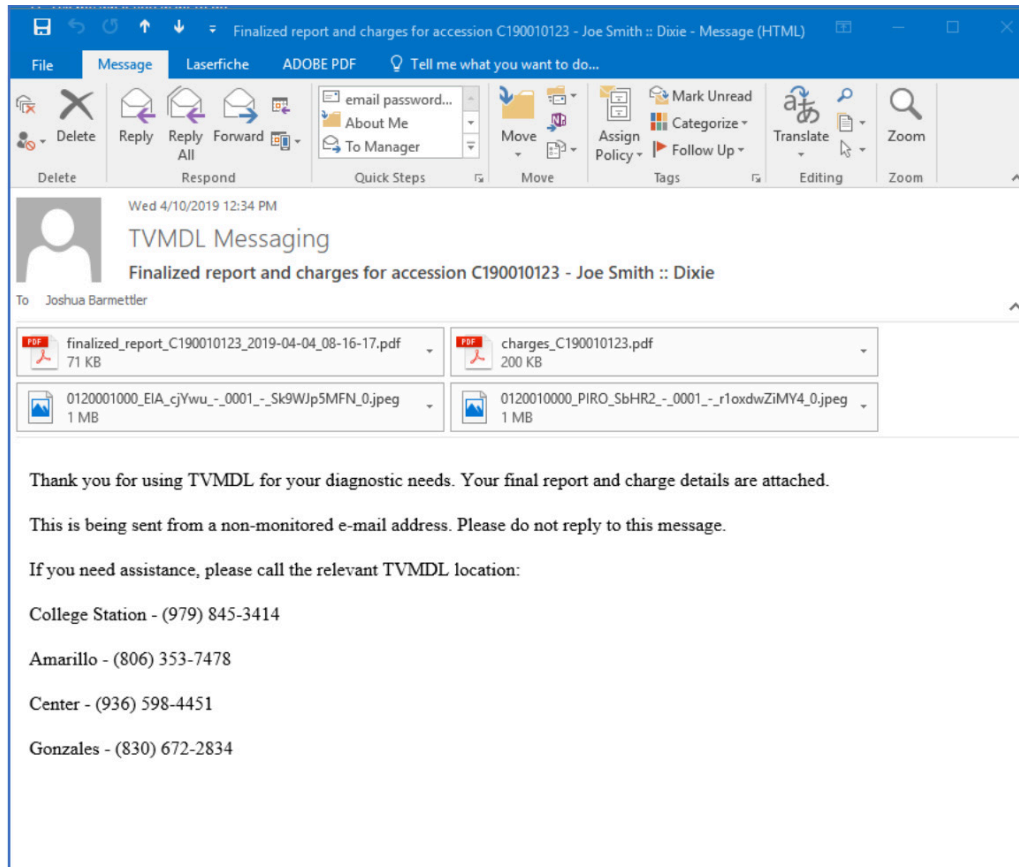 Finalized report and charges for accession C190010123 - Joe Smith :: Dixie - Message (HTML)
File Message Laserfiche ADOBE PDF Tell me what you want to do...
Delete
Reply
Reply All
Forward
email password...
About Me
To Manager
Move
Assign Policy
Mark Unread
Categorize
Follow Up
Translate
Zoom
Delete Respond Quick Steps Move Tags Editing Zoom
Wed 4/10/2019 12:34 PM
TVMDL Messaging
Finalized report and charges for accession C190010123 - Joe Smith :: Dixie
To Joshua Barmettler
PDF
finalized_report_C190010123_2019-04-04_08-16-17.pdf
71 KB
PDF
charges_C190010123.pdf
200 KB
0120001000_EIA_cjYwu_-_0001_-_Sk9WJp5MFN_0.jpeg
1 MB
0120010000_PIRO_SbHR2_-_0001_-_r1oxdwZiMY4_0.jpeg
1 MB
Thank you for using TVMDL for your diagnostic needs. Your final report and charge details are attached.
This is being sent from a non-monitored e-mail address. Please do not reply to this message.
If you need assistance, please call the relevant TVMDL location:
College Station - (979) 845-3414
Amarillo - (806) 353-7478
Center - (936) 598-4451
Gonzales - (830) 672-2834